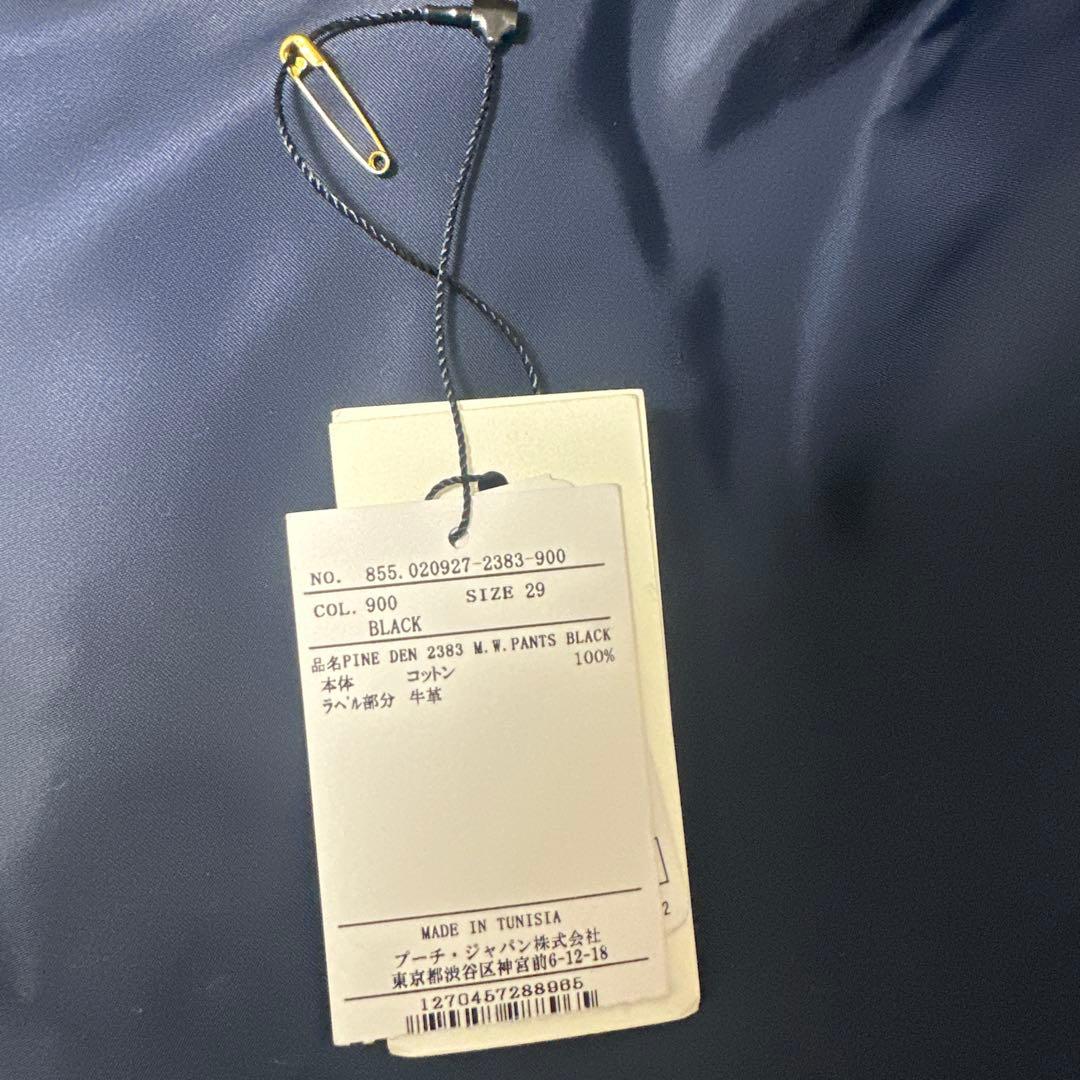 NO. 855.020927-2383-900
COL. 900 SIZE 29
BLACK
品名PINE DEN 2383 M.W.PANTS BLACK
本体 コットン 100%
ラベル部分 牛革
MADE IN TUNISIA
プーチ・ジャパン株式会社
東京都渋谷区神宮前6-12-18
1270457288965
2